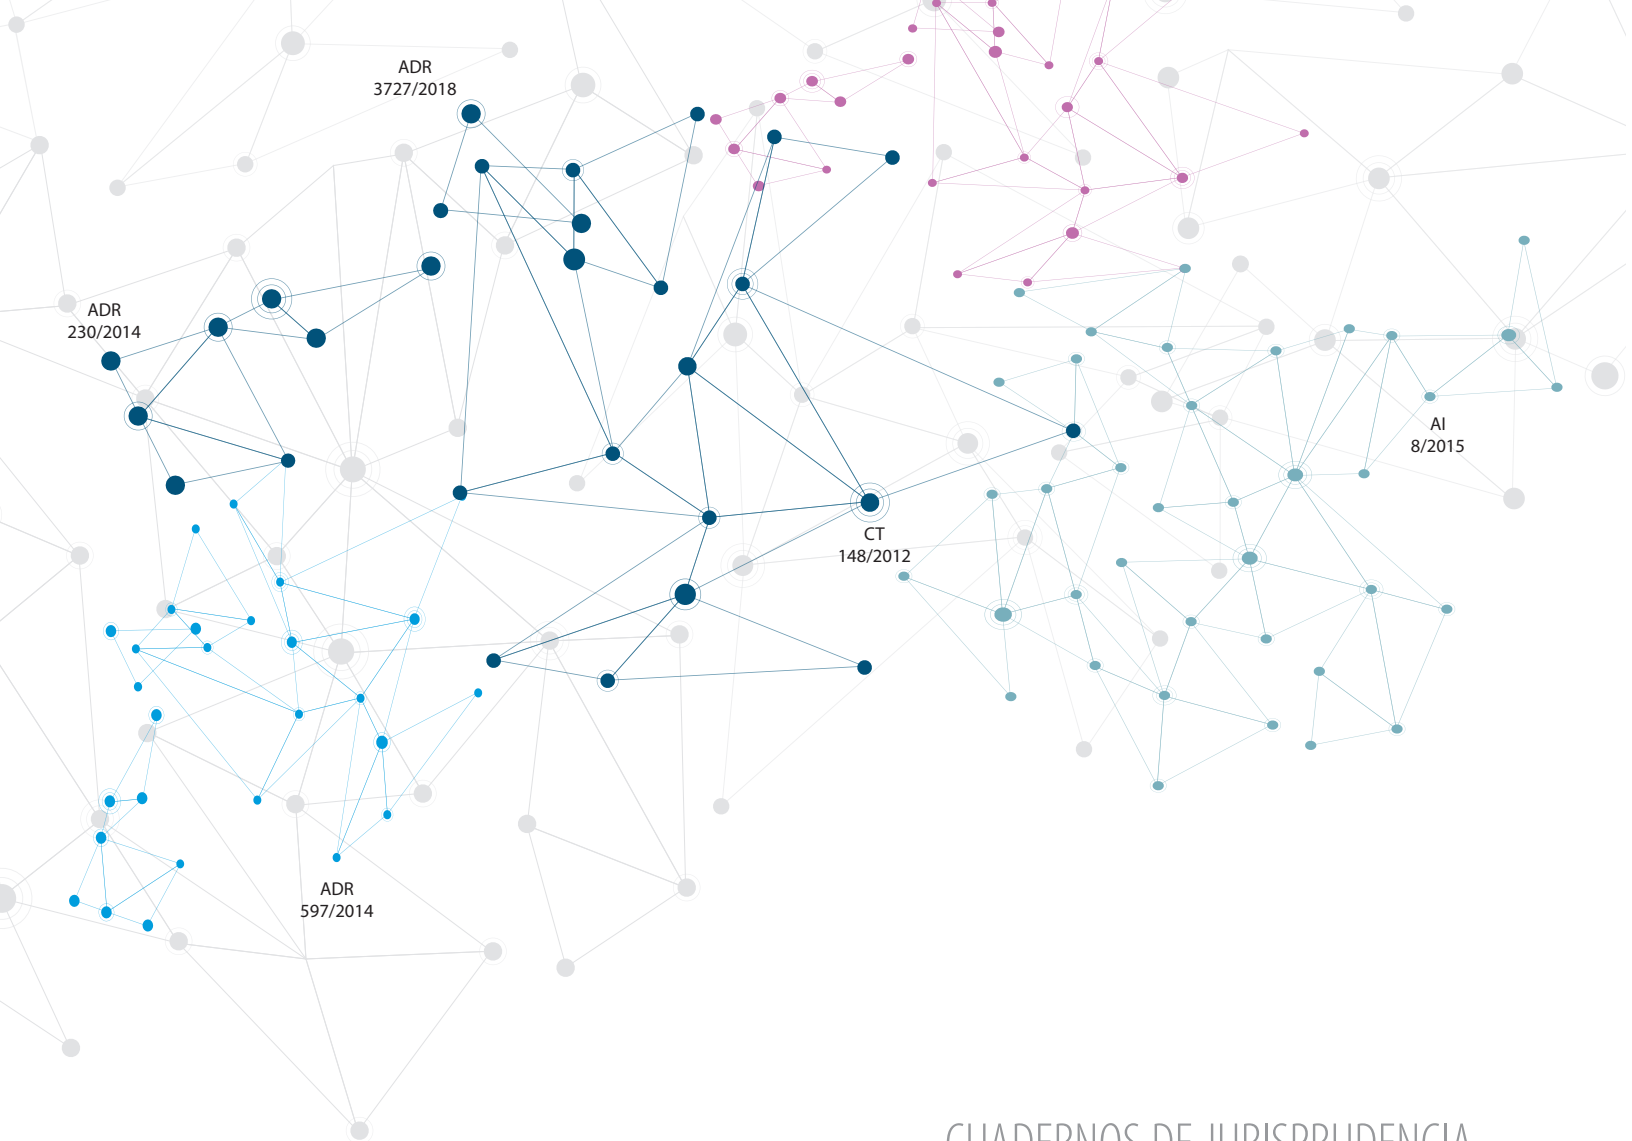 ADR
3727/2018
ADR
230/2014
AI
8/2015
CT
148/2012
ADR
597/2014
CUADERNOS DE JURISPRUDENCIA